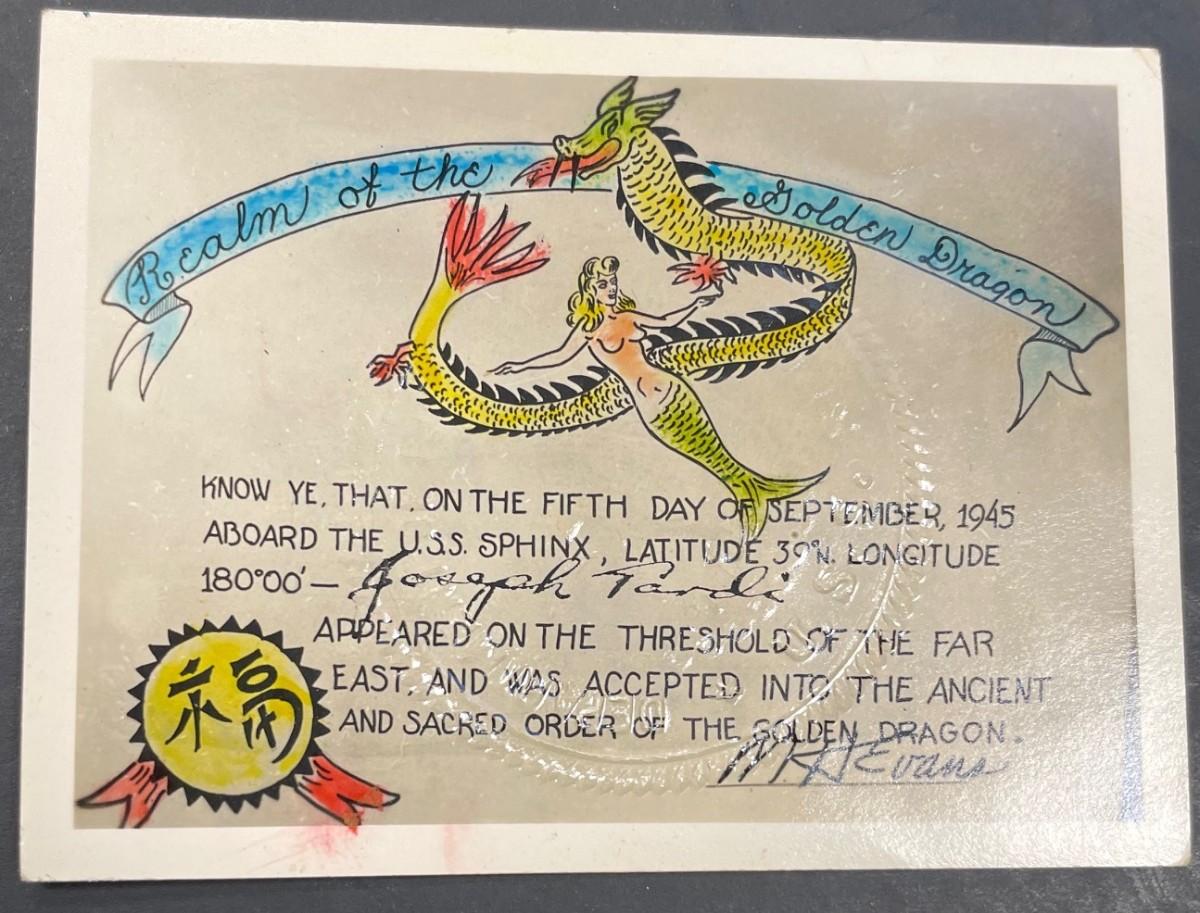 Realm of the Golden Dragon
KNOW YE, THAT, ON THE FIFTH DAY OF SEPTEMBER, 1945
ABOARD THE U.S.S. SPHINX, LATITUDE 39°N. LONGITUDE
180°00' — Joseph Pardi
APPEARED ON THE THRESHOLD OF THE FAR
EAST, AND WAS ACCEPTED INTO THE ANCIENT
AND SACRED ORDER OF THE GOLDEN DRAGON.
福
Evans